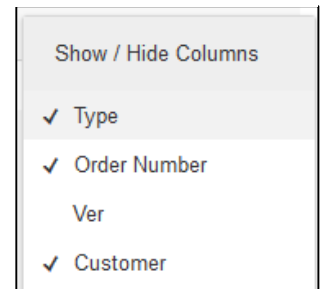 Show / Hide Columns
✓ Type
✓ Order Number
Ver
✓ Customer